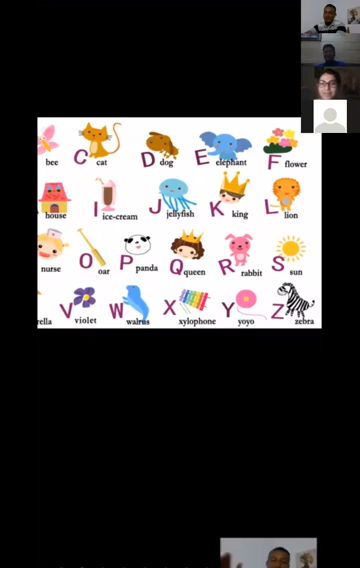 bee C cat D dog E elephant F flower
house I ice-cream J jellyfish K king L lion
nurse O oar P panda Q queen R rabbit S sun
rella V violet W walrus X xylophone Y yoyo Z zebra